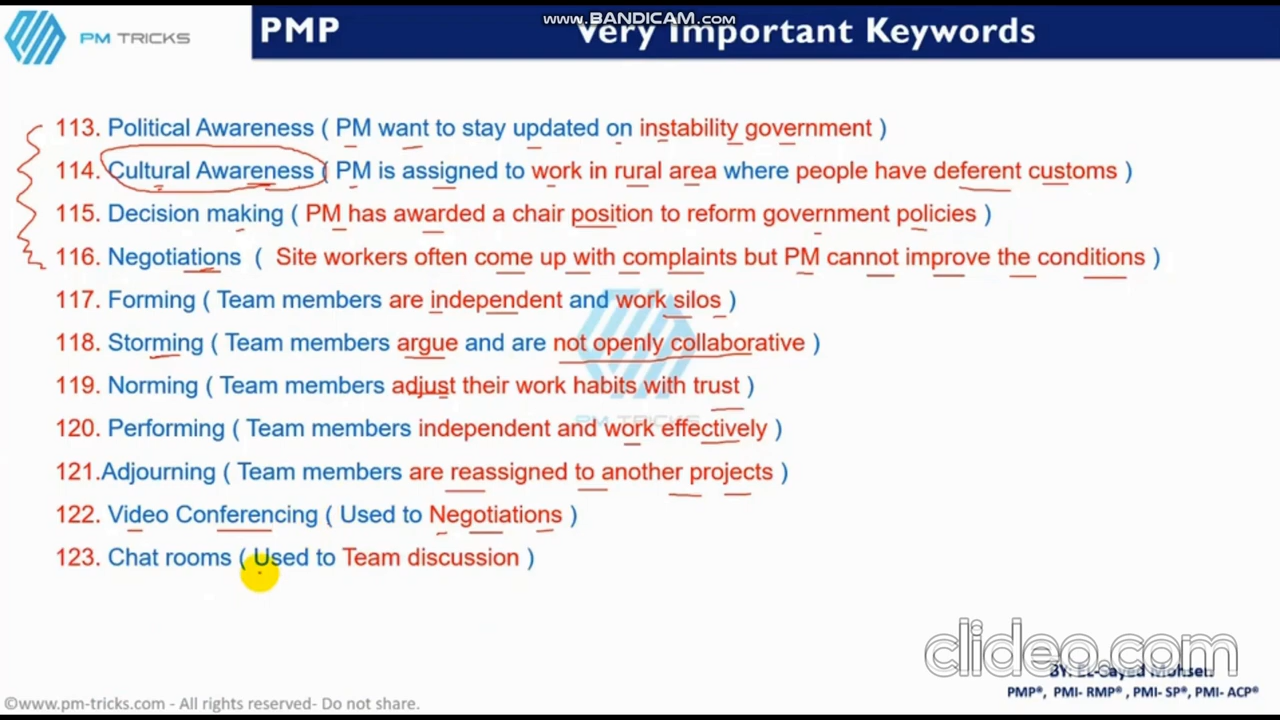 www.BANDICAM.com
PM TRICKS
PMP Very Important Keywords
113. Political Awareness ( PM want to stay updated on instability government )
114. Cultural Awareness ( PM is assigned to work in rural area where people have deferent customs )
115. Decision making ( PM has awarded a chair position to reform government policies )
116. Negotiations ( Site workers often come up with complaints but PM cannot improve the conditions )
117. Forming ( Team members are independent and work silos )
118. Storming ( Team members argue and are not openly collaborative )
119. Norming ( Team members adjust their work habits with trust )
PM TRICKS
120. Performing ( Team members independent and work effectively )
121.Adjourning ( Team members are reassigned to another projects )
122. Video Conferencing ( Used to Negotiations )
123. Chat rooms ( Used to Team discussion )
clideo.com
BY: EL-Sayed Mohsen
©www.pm-tricks.com - All rights reserved- Do not share.
PMP®, PMI- RMP® , PMI- SP®, PMI- ACP®